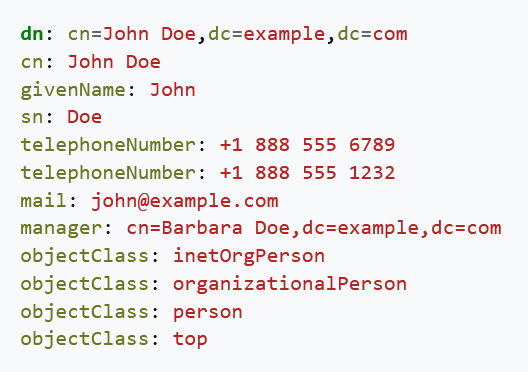 dn: cn=John Doe,dc=example,dc=com
cn: John Doe
givenName: John
sn: Doe
telephoneNumber: +1 888 555 6789
telephoneNumber: +1 888 555 1232
mail: john@example.com
manager: cn=Barbara Doe,dc=example,dc=com
objectClass: inetOrgPerson
objectClass: organizationalPerson
objectClass: person
objectClass: top